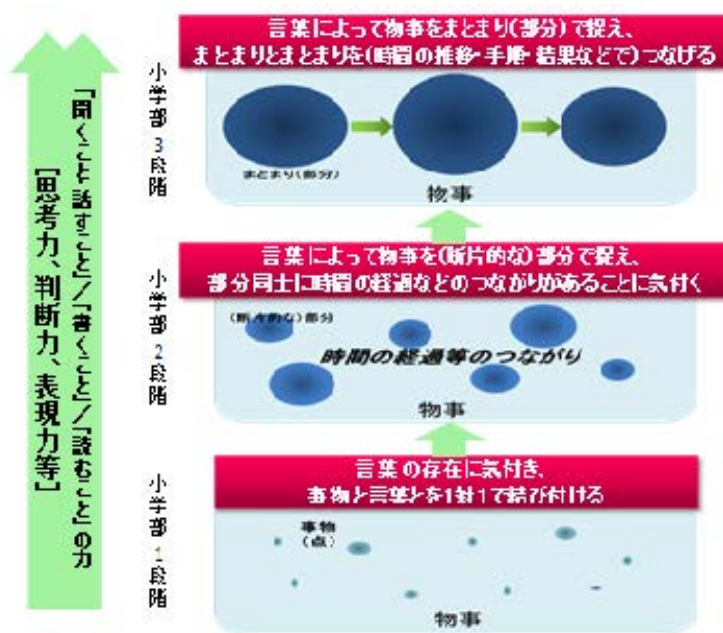 言葉によって物事をまとまり(部分)で捉え、
まとまりとまとまりを(時間の推移・手順・結果などで)つなげる
小学部3段階
まとまり(部分)
物事
言葉によって物事を(断片的な)部分で捉え、
部分同士に時間の経過などのつながりがあることに気付く
小学部2段階
(断片的な)部分
時間の経過等のつながり
物事
言葉の存在に気付き、
事物と言葉とを1対1で結び付ける
小学部1段階
事物
(点)
物事
「聞くこと・話すこと」/「書くこと」/「読むこと」の力
[思考力、判断力、表現力等]